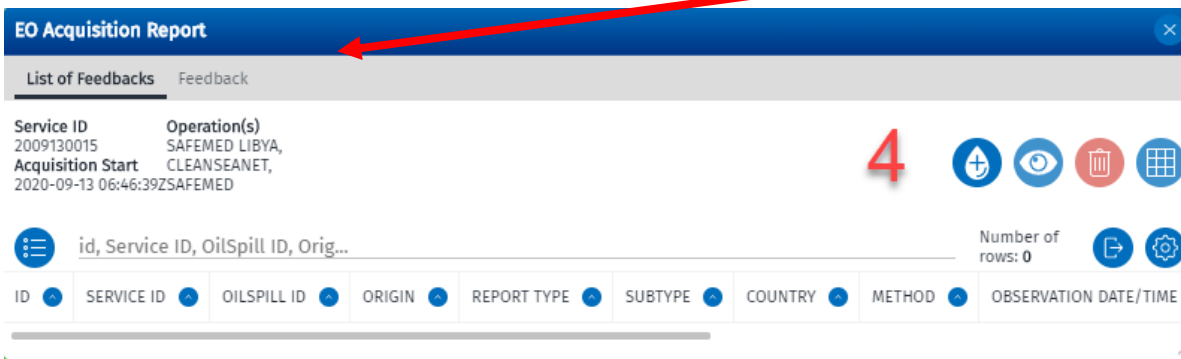 EO Acquisition Report
List of Feedbacks Feedback
Service ID Operation(s)
2009130015 SAFEMED LIBYA,
Acquisition Start CLEANSEANET,
2020-09-13 06:46:39Z SAFEMED
4
id, Service ID, OilSpill ID, Orig...
Number of
rows: 0
ID SERVICE ID OILSPILL ID ORIGIN REPORT TYPE SUBTYPE COUNTRY METHOD OBSERVATION DATE/TIME